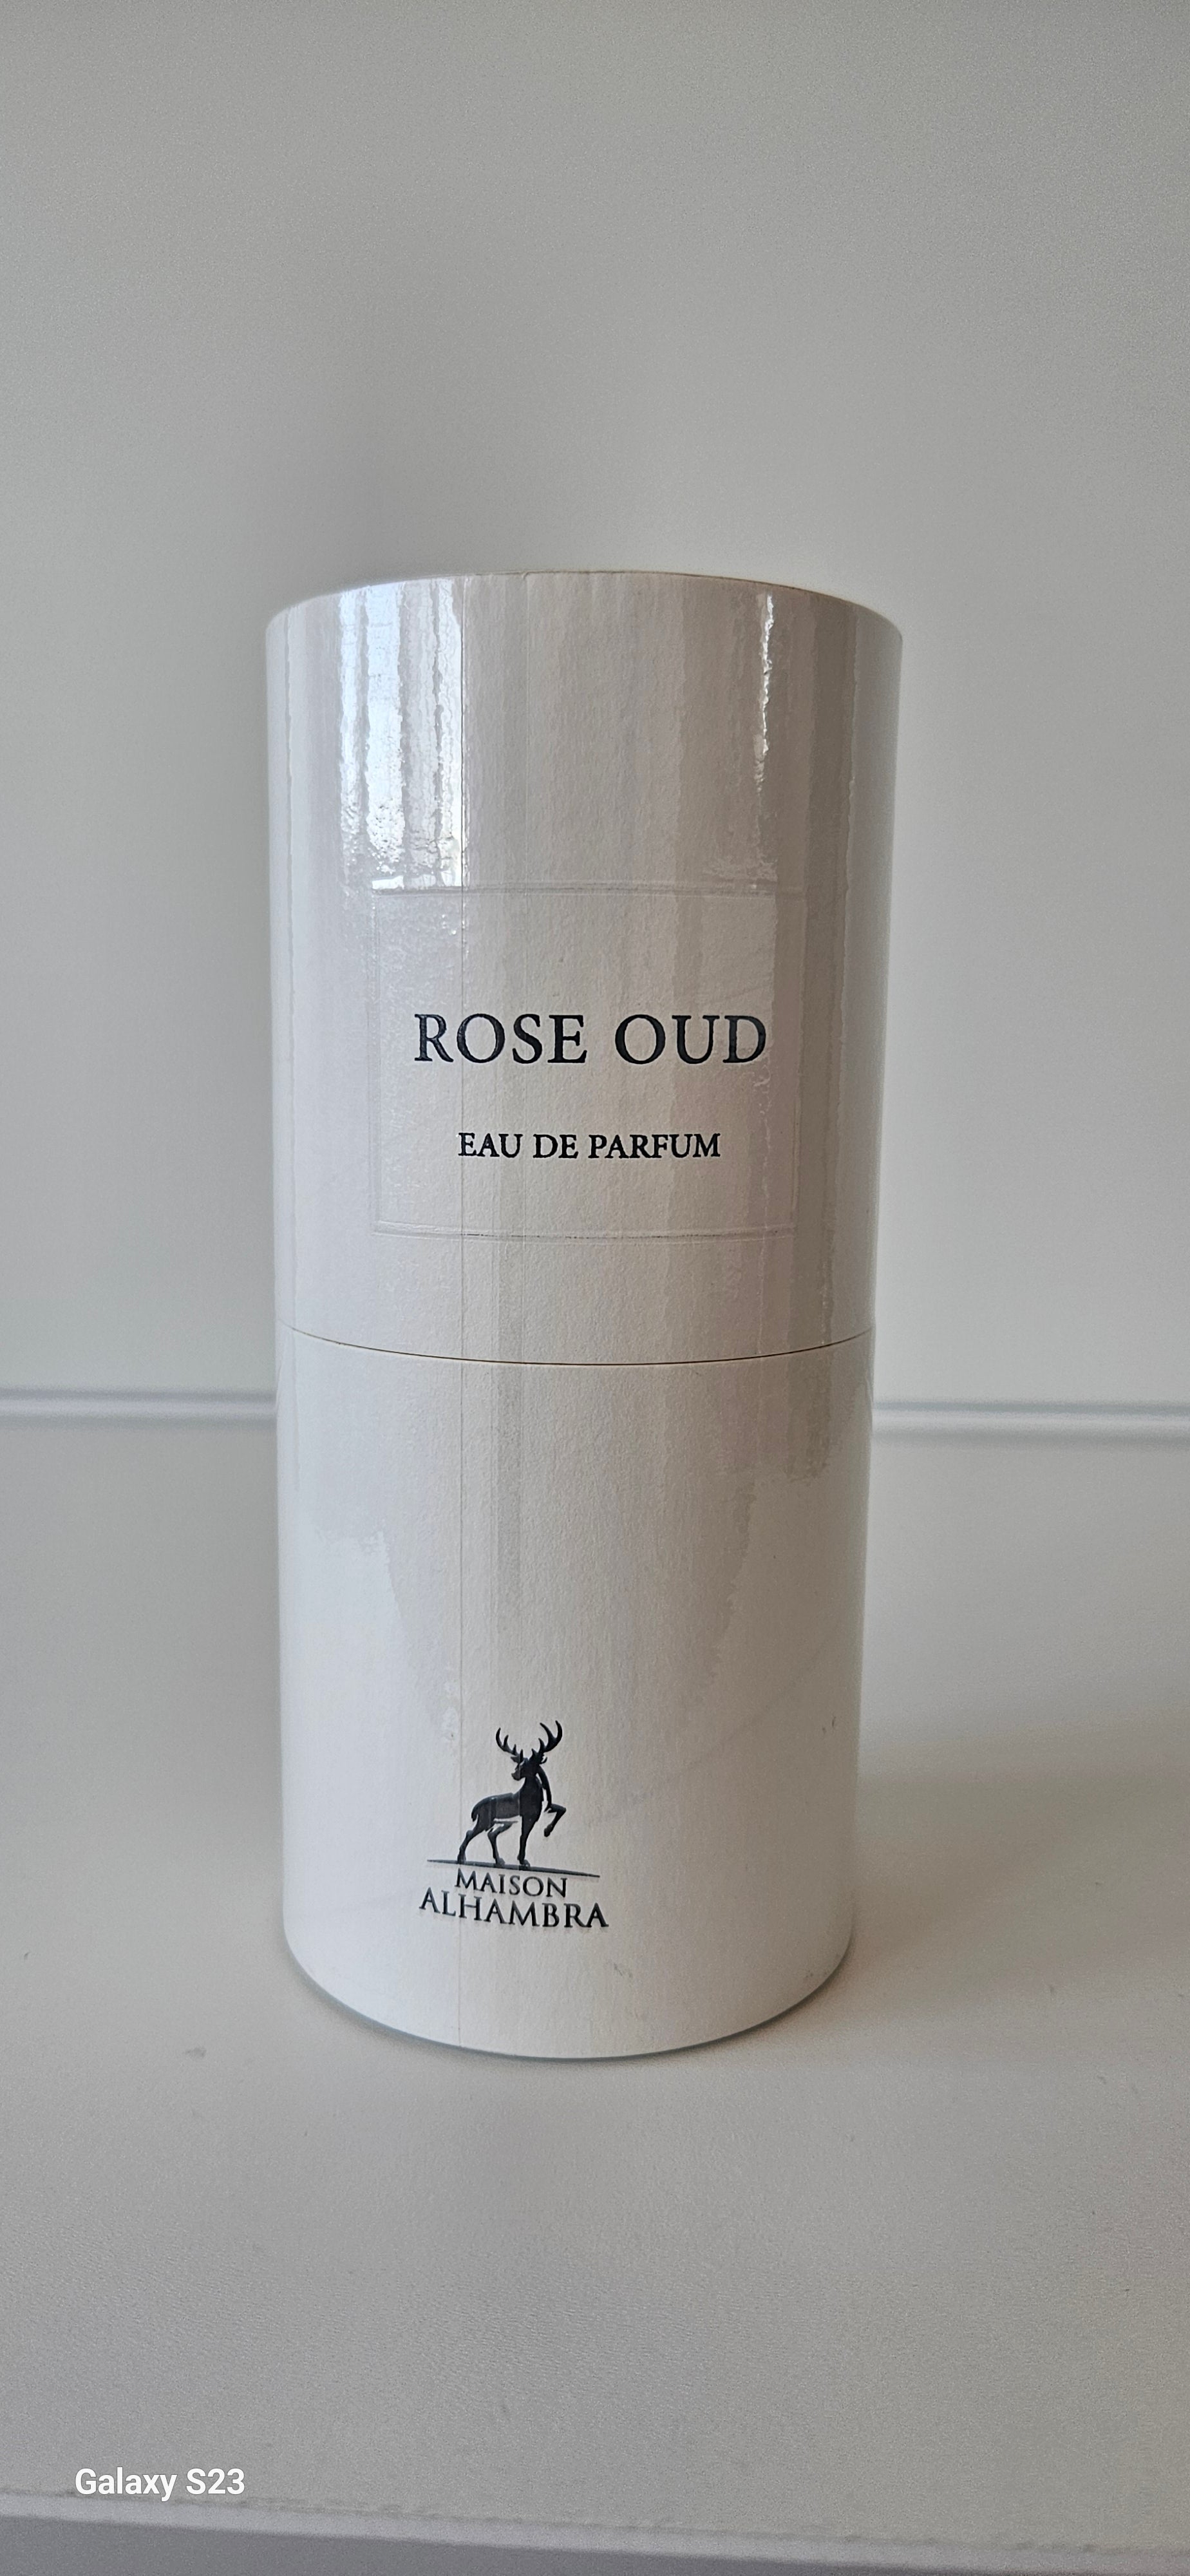 ROSE OUD
EAU DE PARFUM
MAISON
ALHAMBRA
Galaxy S23